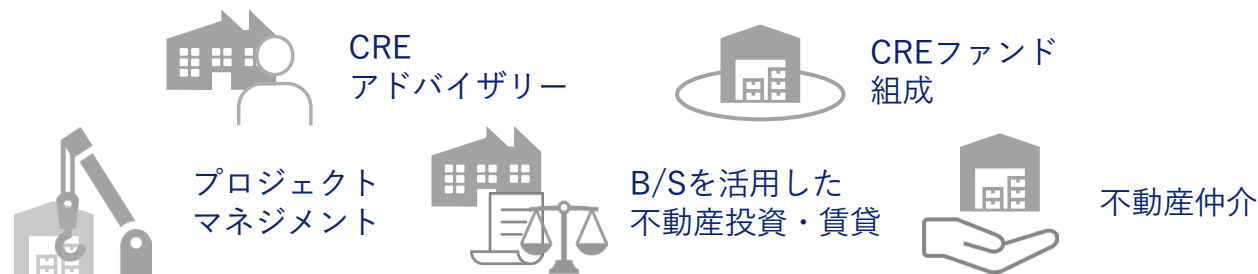 CRE
アドバイザリー
CREファンド
組成
プロジェクト
マネジメント
B/Sを活用した
不動産投資・賃貸
不動産仲介